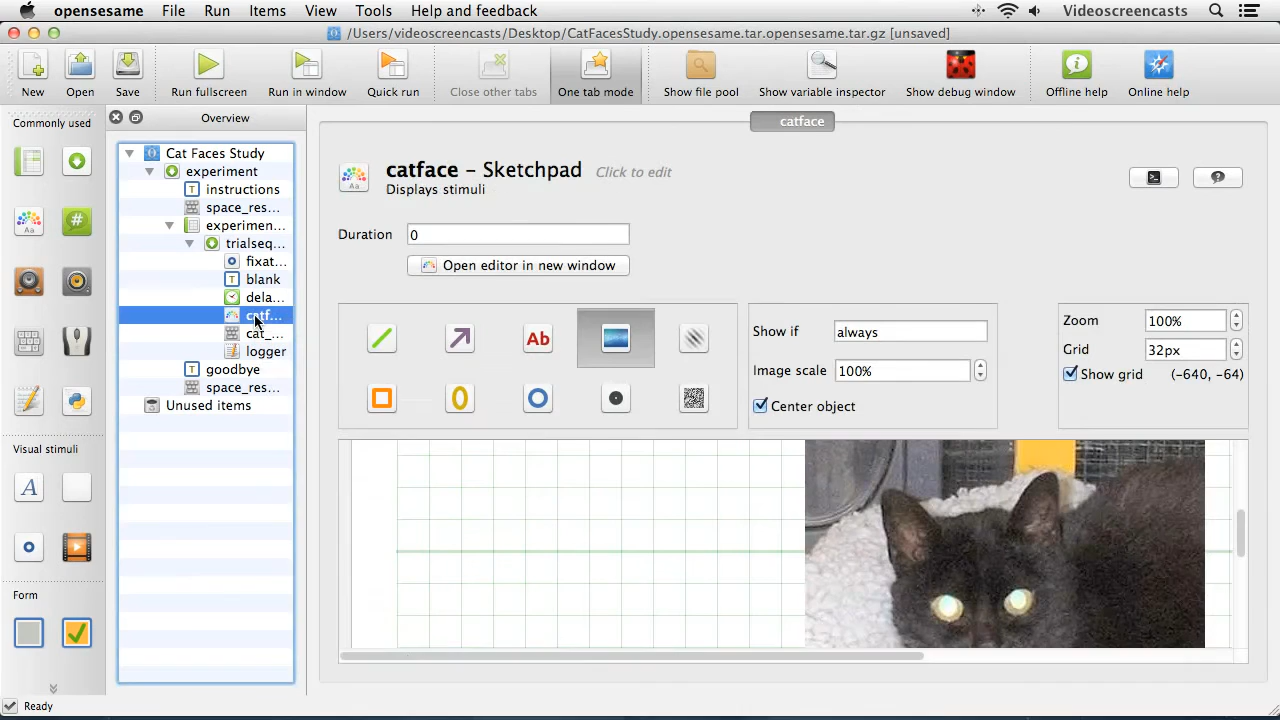 opensesame File Run Items View Tools Help and feedback Videoscreencasts
/Users/videoscreencasts/Desktop/CatFacesStudy.opensesame.tar.opensesame.tar.gz [unsaved]
New Open Save Run fullscreen Run in window Quick run Close other tabs One tab mode Show file pool Show variable inspector Show debug window Offline help Online help
Commonly used
Overview
catface
Cat Faces Study
experiment
instructions
space_res...
experimen...
trialseq...
fixat...
blank
dela...
catf...
cat_...
logger
goodbye
space_res...
Unused items
Visual stimuli
Form
catface – Sketchpad Click to edit
Displays stimuli
Duration 0
Open editor in new window
Show if always
Image scale 100%
Center object
Zoom 100%
Grid 32px
Show grid (-640, -64)
Aa
Ab
T
A
Ready